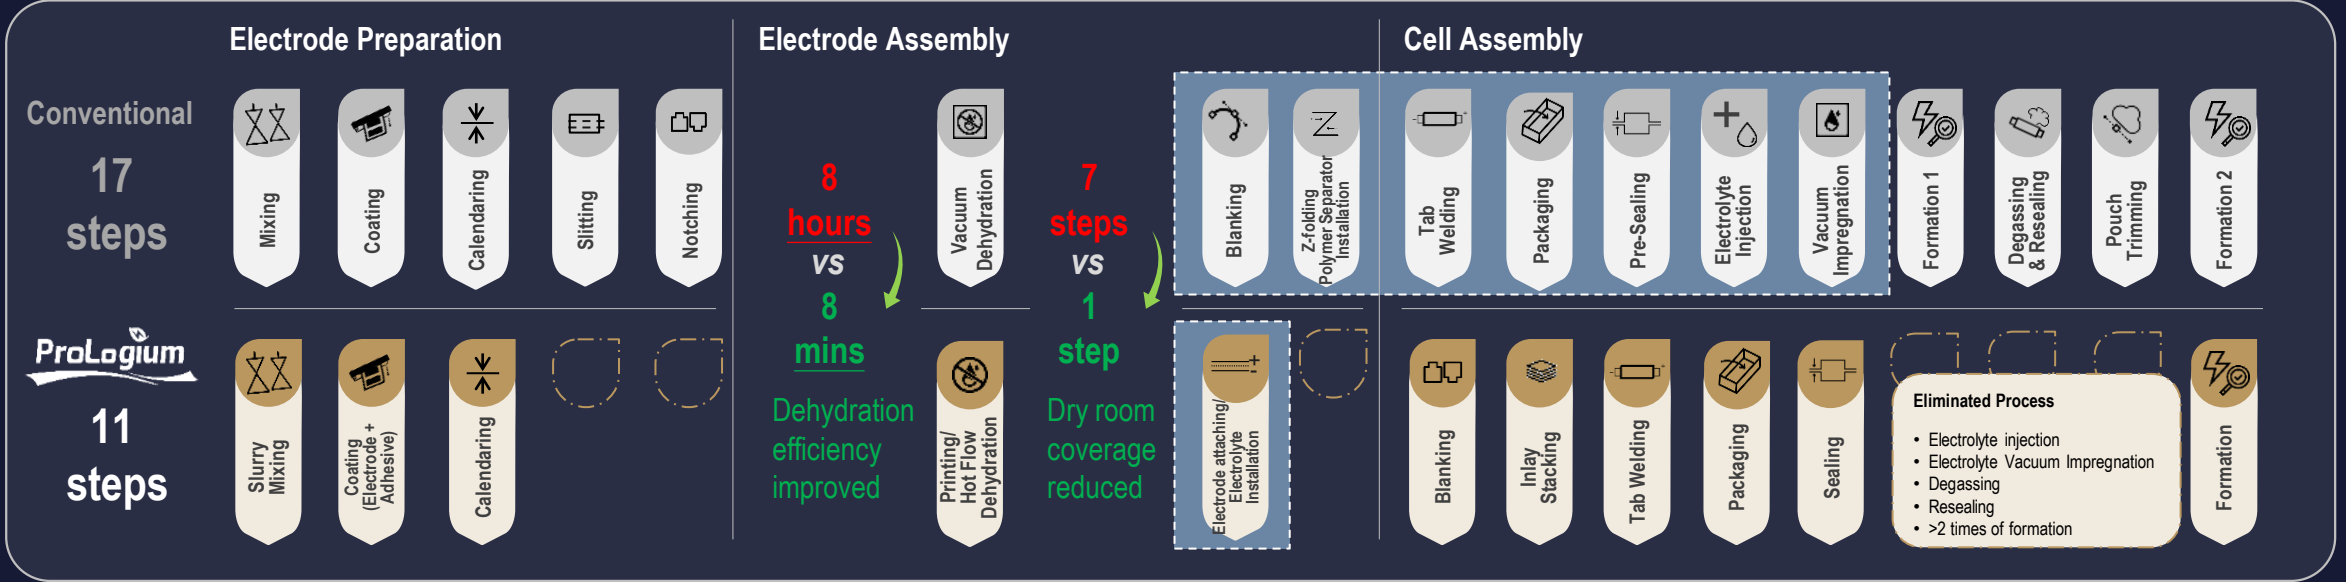 Electrode Preparation
Electrode Assembly
Cell Assembly
Conventional
17
steps
Mixing
Coating
Calendaring
Slitting
Notching
8
hours
vs
8
mins
Dehydration
efficiency
improved
Vacuum
Dehydration
7
steps
vs
1
step
Dry room
coverage
reduced
Blanking
Z-folding
Polymer Separator
Installation
Tab
Welding
Packaging
Pre-Sealing
Electrolyte
Injection
Vacuum
Impregnation
Formation 1
Degassing
& Resealing
Pouch
Trimming
Formation 2
ProLogium
11
steps
Slurry
Mixing
Coating
(Electrode +
Adhesive)
Calendaring
Printing/
Hot Flow
Dehydration
Electrode attaching/
Electrolyte
Installation
Blanking
Inlay
Stacking
Tab Welding
Packaging
Sealing
Eliminated Process
• Electrolyte injection
• Electrolyte Vacuum Impregnation
• Degassing
• Resealing
• >2 times of formation
Formation